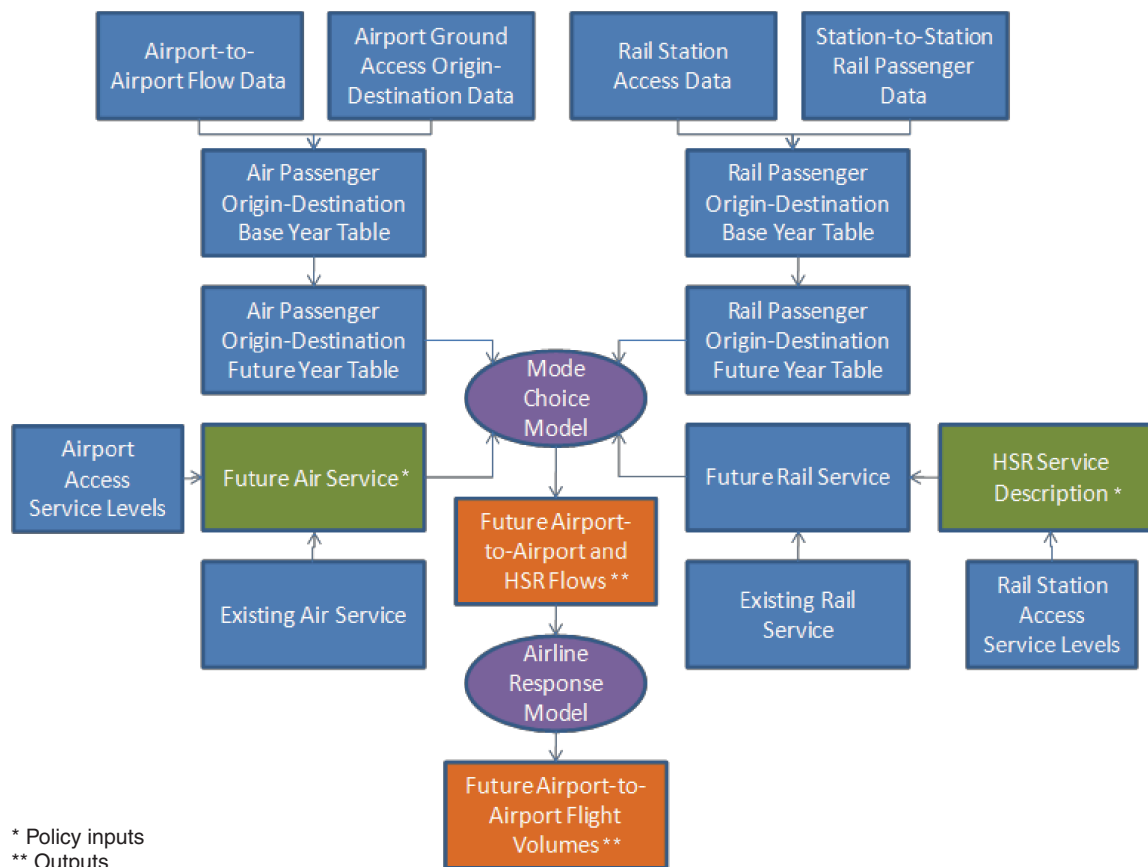 Airport-to-
Airport Flow Data
Airport Ground
Access Origin-
Destination Data
Rail Station
Access Data
Station-to-Station
Rail Passenger
Data
Air Passenger
Origin-Destination
Base Year Table
Rail Passenger
Origin-Destination
Base Year Table
Air Passenger
Origin-Destination
Future Year Table
Rail Passenger
Origin-Destination
Future Year Table
Mode
Choice
Model
Airport
Access
Service Levels
Future Air Service *
Future Rail Service
HSR Service
Description *
Future Airport-
to-Airport and
HSR Flows **
Existing Air Service
Existing Rail
Service
Rail Station
Access
Service Levels
Airline
Response
Model
Future Airport-to-
Airport Flight
Volumes **
* Policy inputs
** Outputs